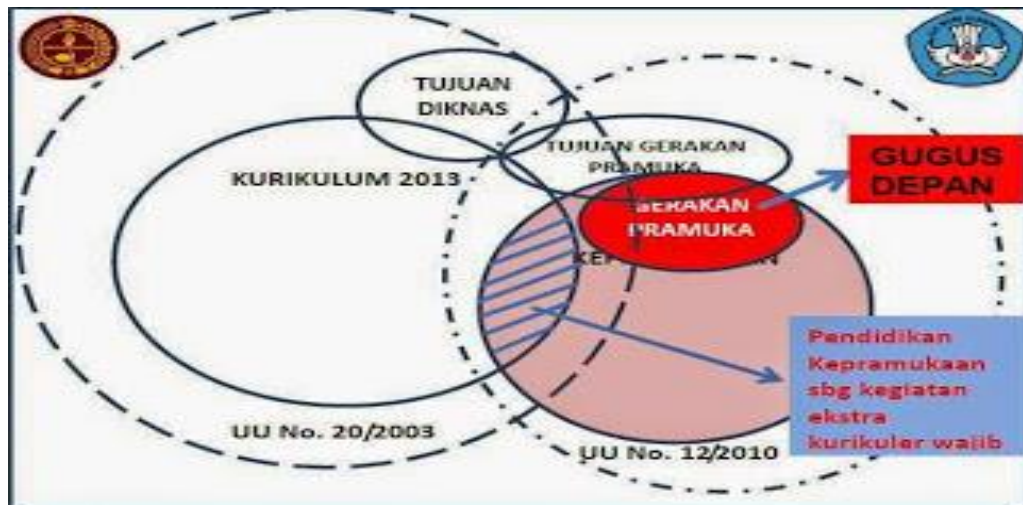 TUJUAN
DIKNAS
TUJUAN GERAKAN
PRAMUKA
GUGUS
DEPAN
KURIKULUM 2013
GERAKAN
PRAMUKA
Pendidikan
Kepramukaan
sbg kegiatan
ekstra
kurikuler wajib
UU No. 20/2003
UU No. 12/2010